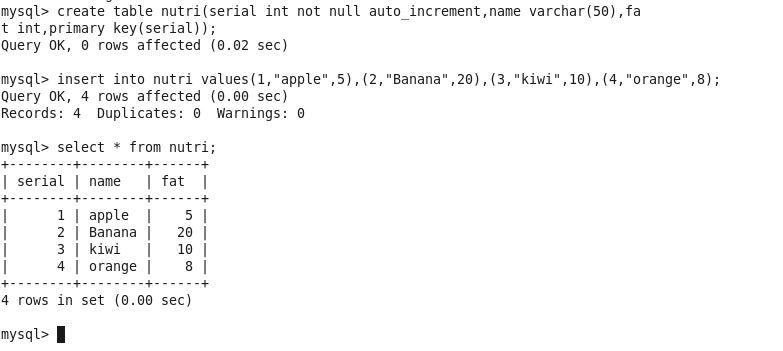 mysql> create table nutri(serial int not null auto_increment,name varchar(50),fa
t int,primary key(serial));
Query OK, 0 rows affected (0.02 sec)

mysql> insert into nutri values(1,"apple",5),(2,"Banana",20),(3,"kiwi",10),(4,"orange",8);
Query OK, 4 rows affected (0.00 sec)
Records: 4  Duplicates: 0  Warnings: 0

mysql> select * from nutri;
+--------+--------+------+
| serial | name   | fat  |
+--------+--------+------+
|      1 | apple  |    5 |
|      2 | Banana |   20 |
|      3 | kiwi   |   10 |
|      4 | orange |    8 |
+--------+--------+------+
4 rows in set (0.00 sec)

mysql>